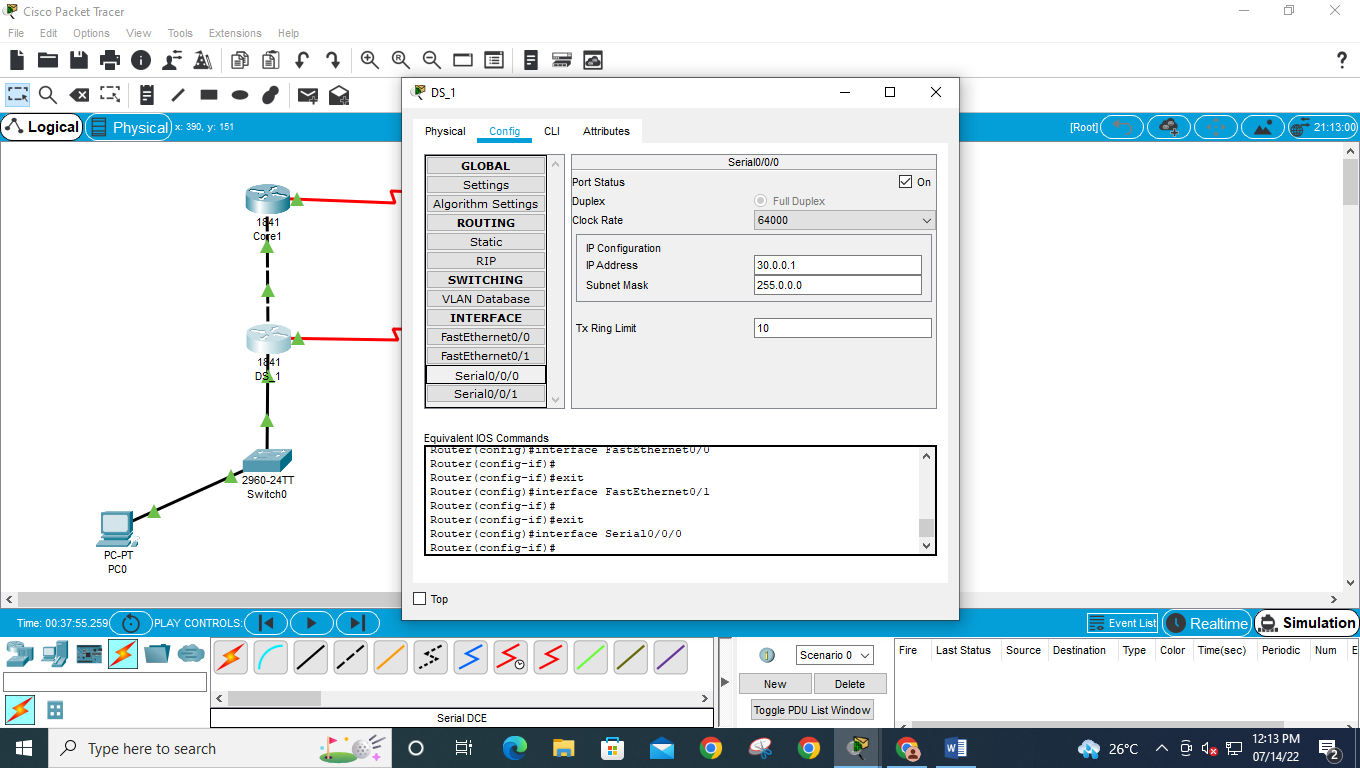 Cisco Packet Tracer
File Edit Options View Tools Extensions Help
Logical
Physical
x: 390, y: 151
[Root]
21:13:00
1841
Core1
1841
DS_1
2960-24TT
Switch0
PC-PT
PC0
DS_1
Physical Config CLI Attributes
GLOBAL
Settings
Algorithm Settings
ROUTING
Static
RIP
SWITCHING
VLAN Database
INTERFACE
FastEthernet0/0
FastEthernet0/1
Serial0/0/0
Serial0/0/1
Serial0/0/0
Port Status On
Duplex Full Duplex
Clock Rate 64000
IP Configuration
IP Address 30.0.0.1
Subnet Mask 255.0.0.0
Tx Ring Limit 10
Equivalent IOS Commands
Router(config)#interface FastEthernet0/0
Router(config-if)#
Router(config-if)#exit
Router(config)#interface FastEthernet0/1
Router(config-if)#
Router(config-if)#exit
Router(config)#interface Serial0/0/0
Router(config-if)#
Top
Time: 00:37:55.259 PLAY CONTROLS:
Event List Realtime Simulation
Serial DCE
Scenario 0
New Delete
Toggle PDU List Window
Fire Last Status Source Destination Type Color Time(sec) Periodic Num E
Type here to search
26°C
12:13 PM
07/14/22
2